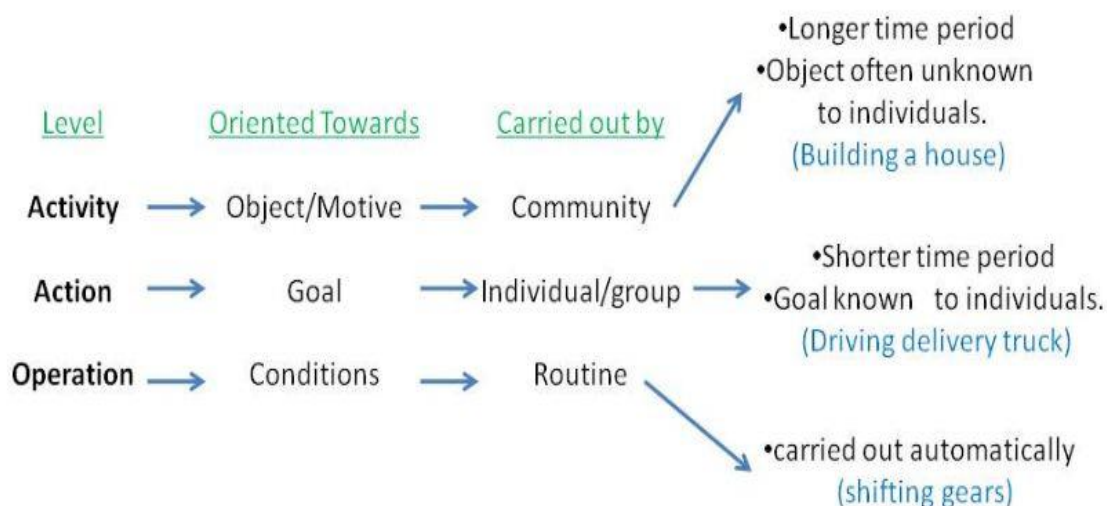 •Longer time period
•Object often unknown
to individuals.
(Building a house)
Level Oriented Towards Carried out by
Activity Object/Motive Community
•Shorter time period
Action Goal Individual/group •Goal known to individuals.
(Driving delivery truck)
Operation Conditions Routine
•carried out automatically
(shifting gears)